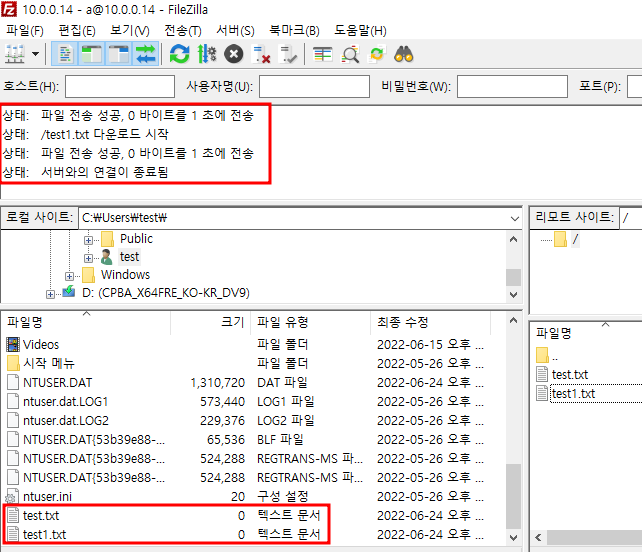 10.0.0.14 - a@10.0.0.14 - FileZilla
파일(F) 편집(E) 보기(V) 전송(T) 서버(S) 북마크(B) 도움말(H)
호스트(H): 사용자명(U): 비밀번호(W): 포트(P):
상태: 파일 전송 성공, 0 바이트를 1 초에 전송
상태: /test1.txt 다운로드 시작
상태: 파일 전송 성공, 0 바이트를 1 초에 전송
상태: 서버와의 연결이 종료됨
로컬 사이트: C:₩Users₩test₩
Public
test
Windows
D: (CPBA_X64FRE_KO-KR_DV9)
리모트 사이트: /
/
파일명 크기 파일 유형 최종 수정
Videos 파일 폴더 2022-06-15 오후 ...
시작 메뉴 파일 폴더 2022-05-26 오후 ...
NTUSER.DAT 1,310,720 DAT 파일 2022-06-24 오후 ...
ntuser.dat.LOG1 573,440 LOG1 파일 2022-05-26 오후 ...
ntuser.dat.LOG2 229,376 LOG2 파일 2022-05-26 오후 ...
NTUSER.DAT{53b39e88-... 65,536 BLF 파일 2022-05-26 오후 ...
NTUSER.DAT{53b39e88-... 524,288 REGTRANS-MS 파... 2022-05-26 오후 ...
NTUSER.DAT{53b39e88-... 524,288 REGTRANS-MS 파... 2022-05-26 오후 ...
ntuser.ini 20 구성 설정 2022-05-26 오후 ...
test.txt 0 텍스트 문서 2022-06-24 오후 ...
test1.txt 0 텍스트 문서 2022-06-24 오후 ...
파일명
..
test.txt
test1.txt